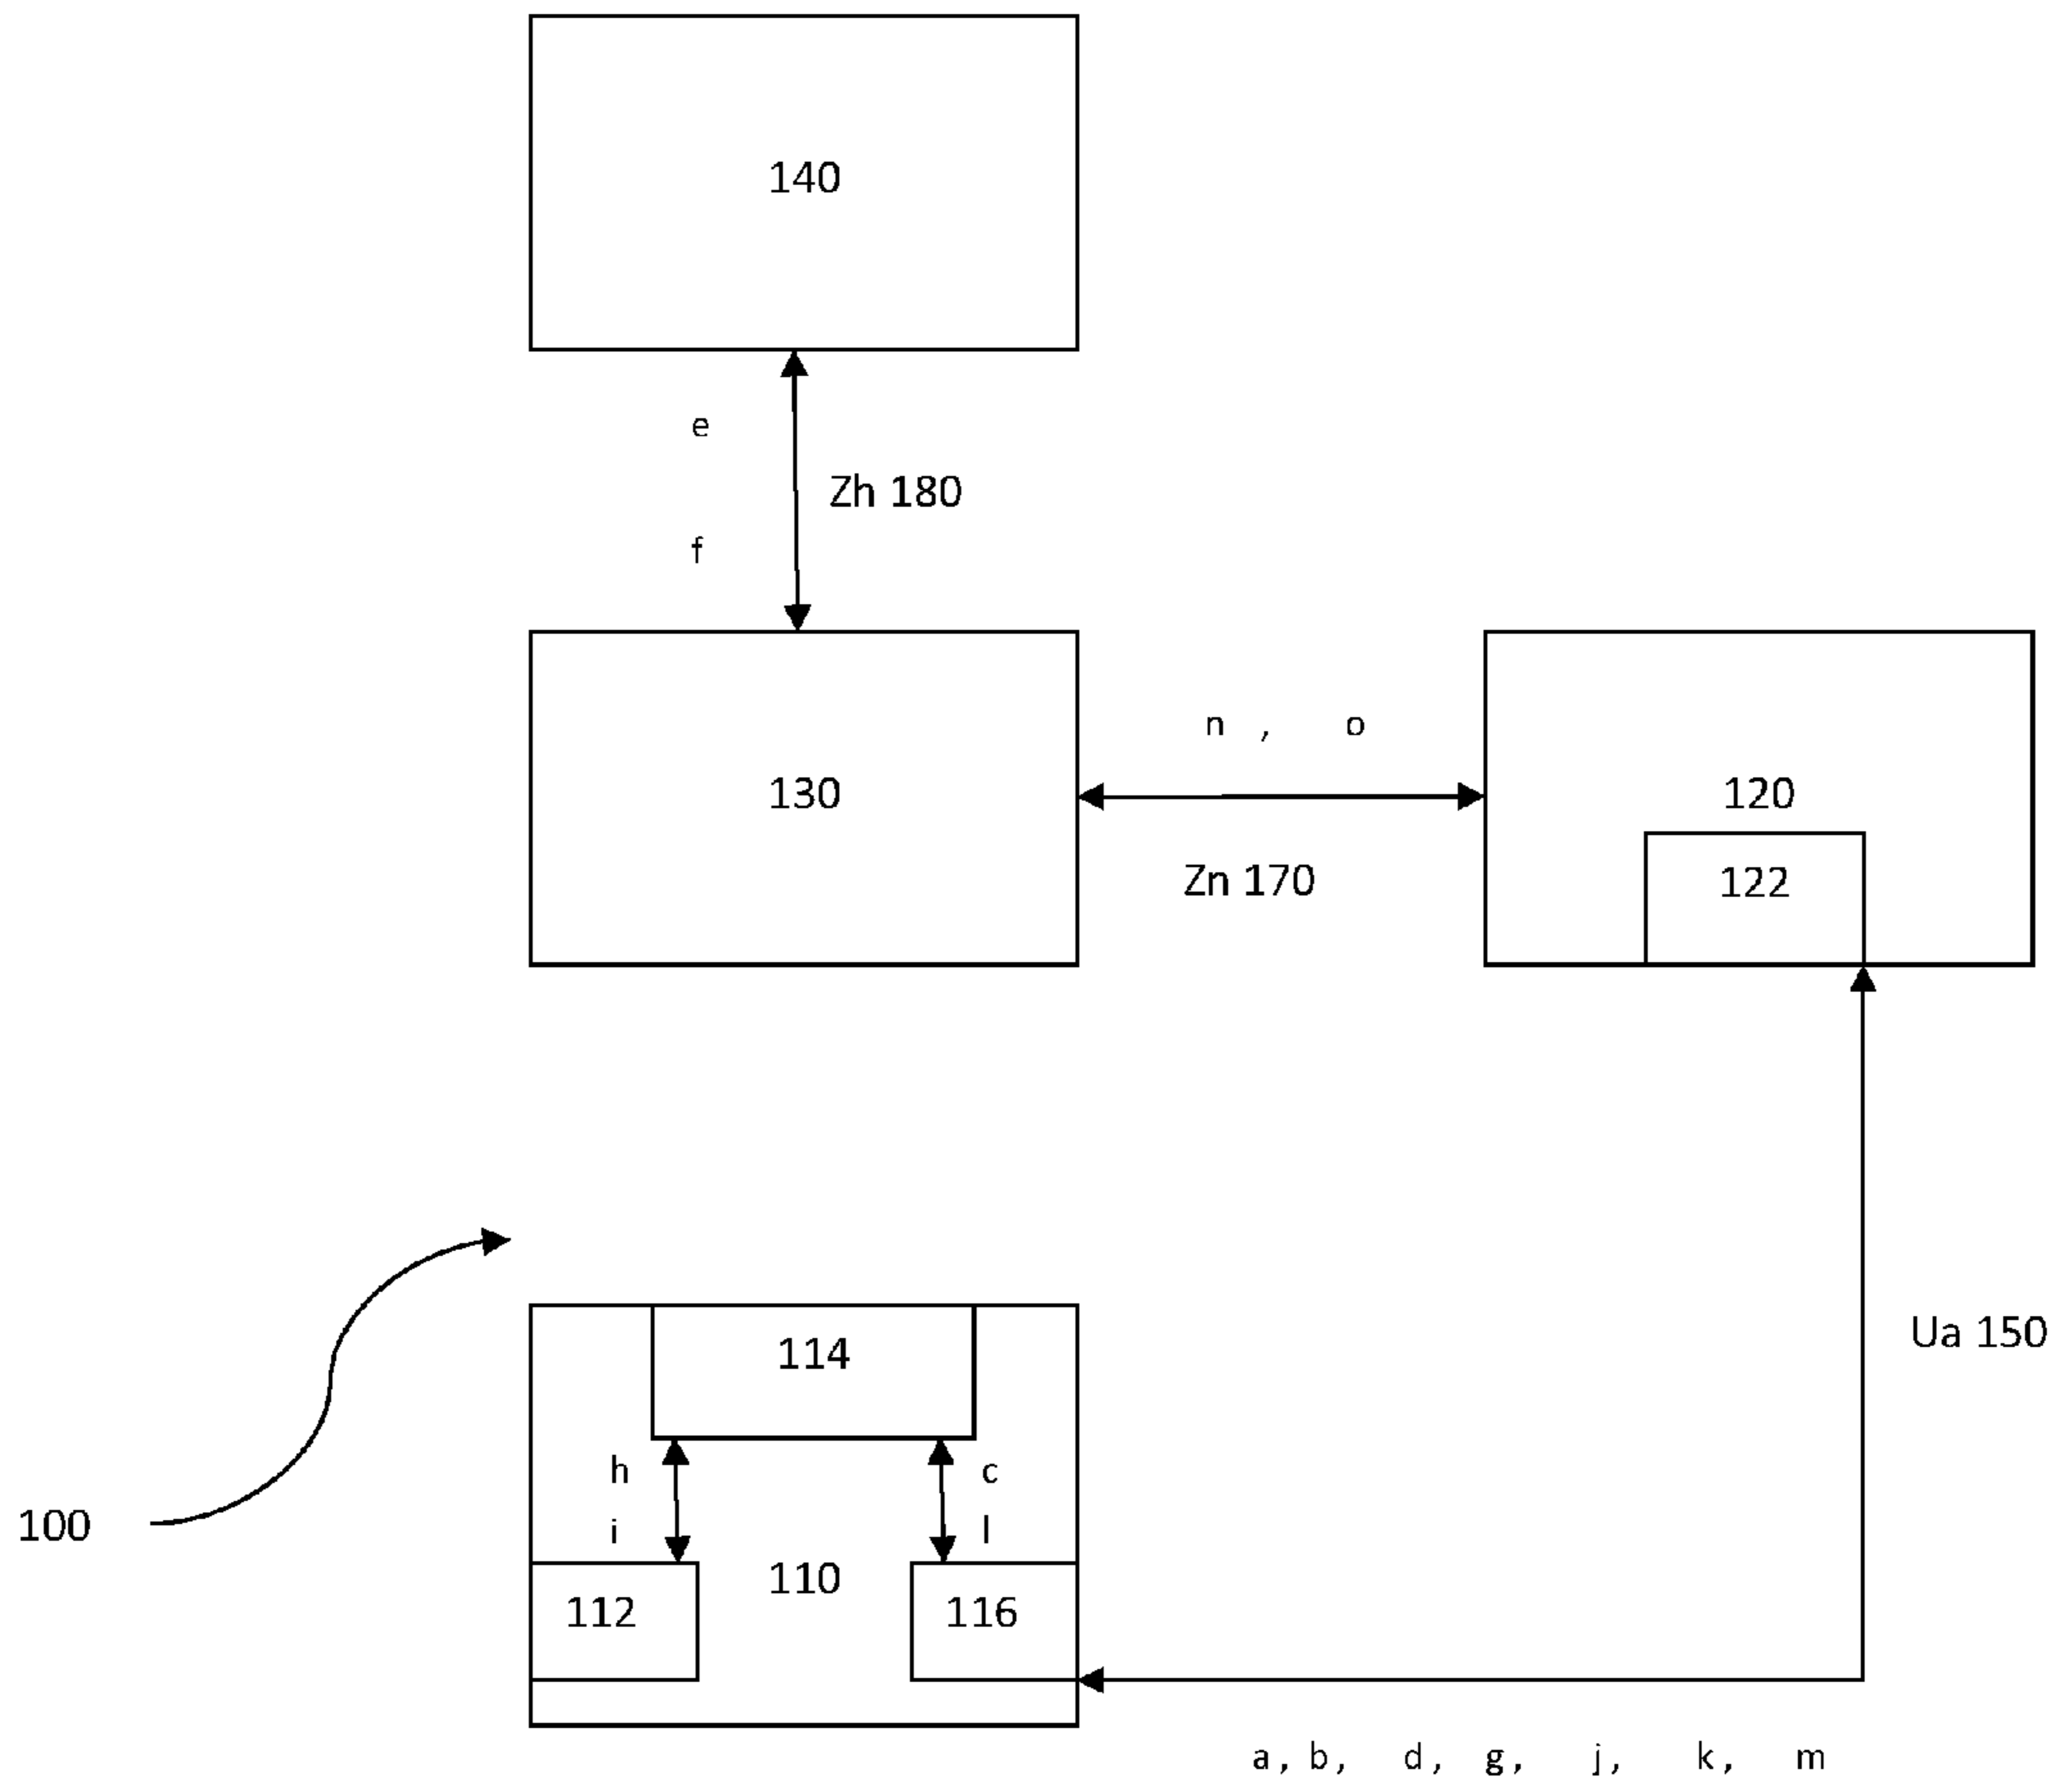 140
e
Zh 180
f
n , o
130
120
Zn 170
122
114
Ua 150
h
c
i
l
100
110
112
116
a, b, d, g, j, k, m